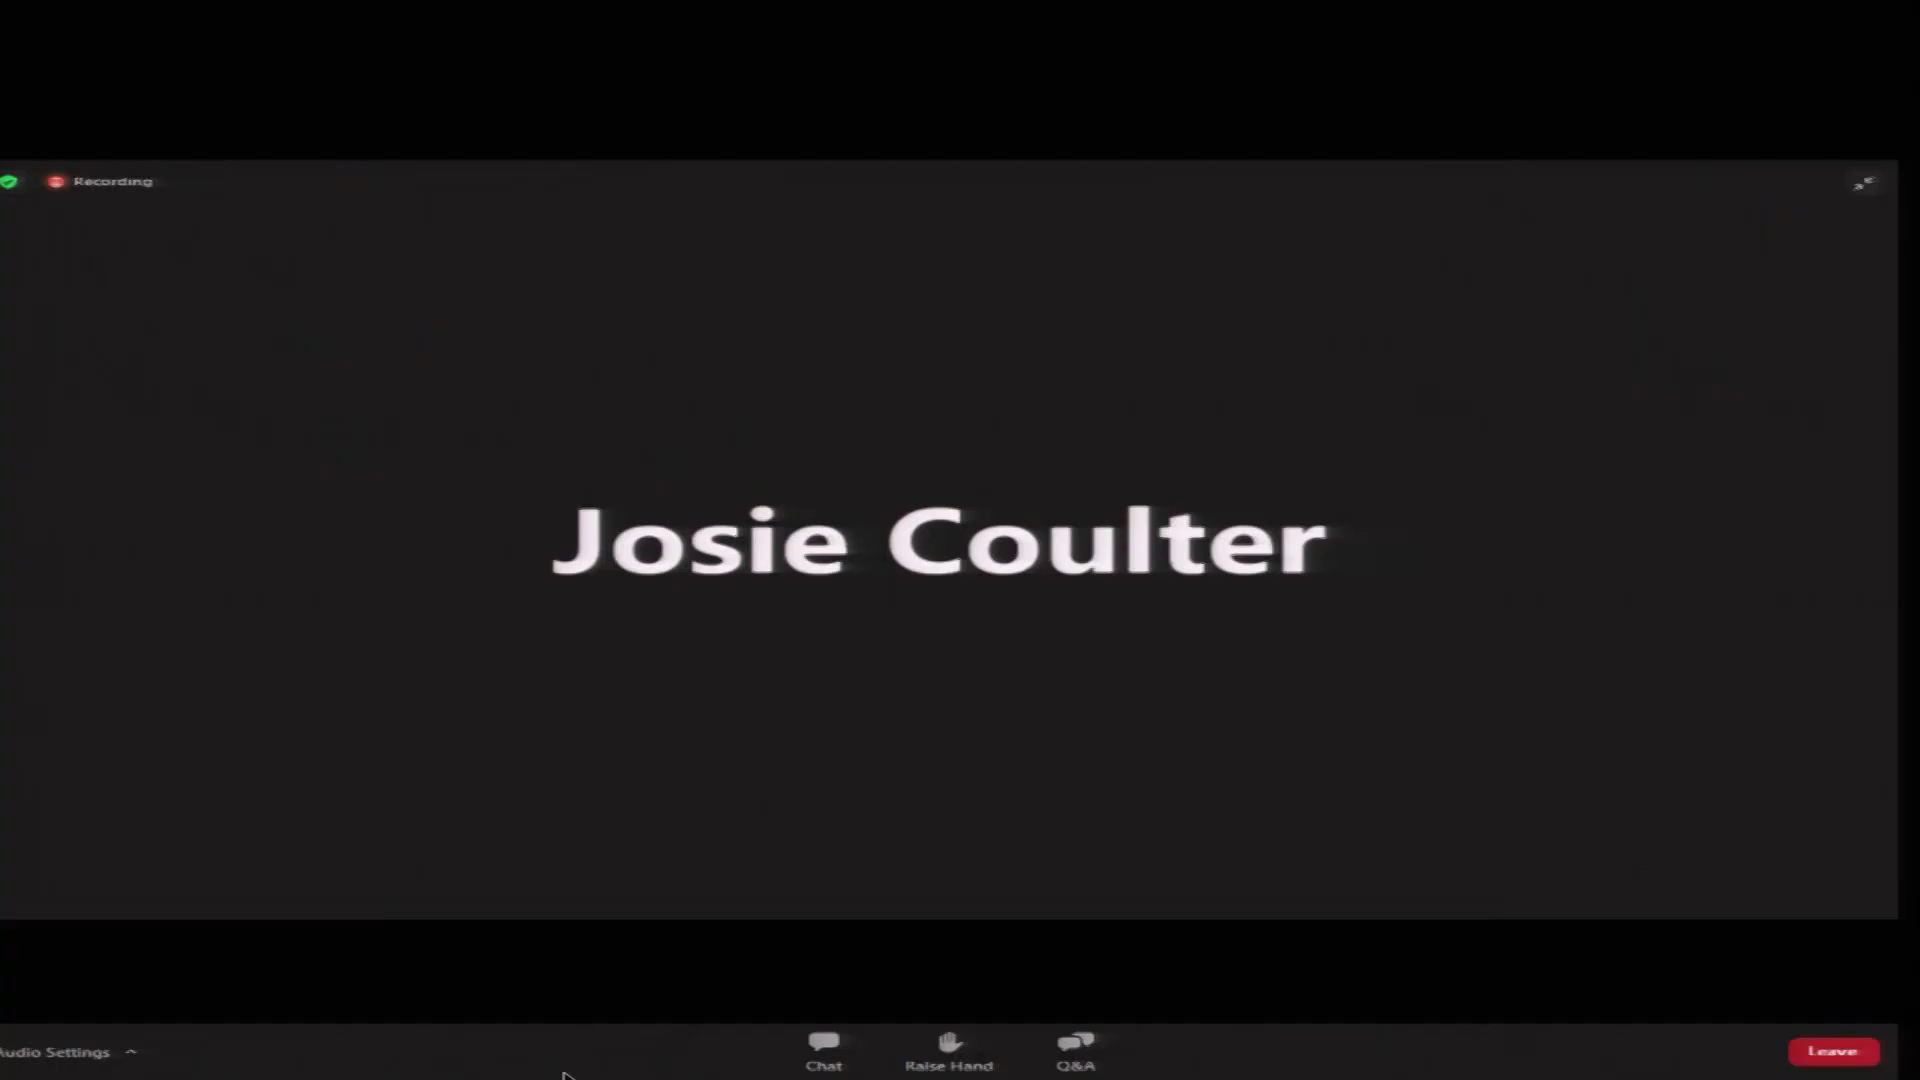 Recording
Josie Coulter
Audio Settings
Chat
Raise Hand
Q&A
Leave